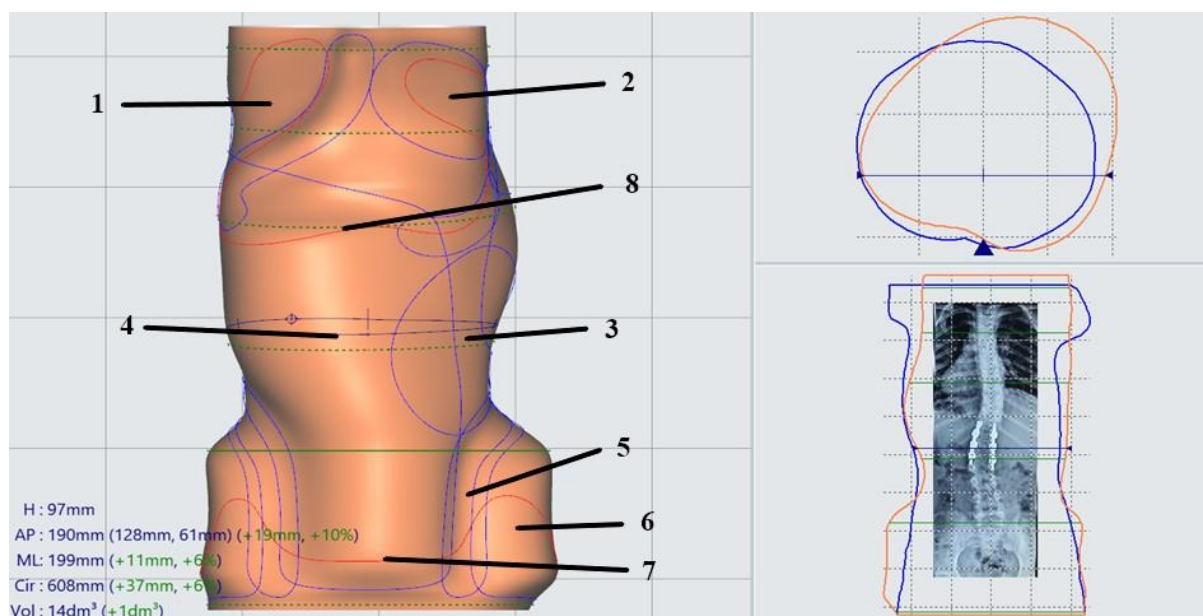 1
2
8
4
3
5
6
7
H : 97mm
AP : 190mm (128mm, 61mm) (+19mm, +10%)
ML: 199mm (+11mm, +6%)
Cir : 608mm (+37mm, +6%)
Vol : 14dm³ (+1dm³)